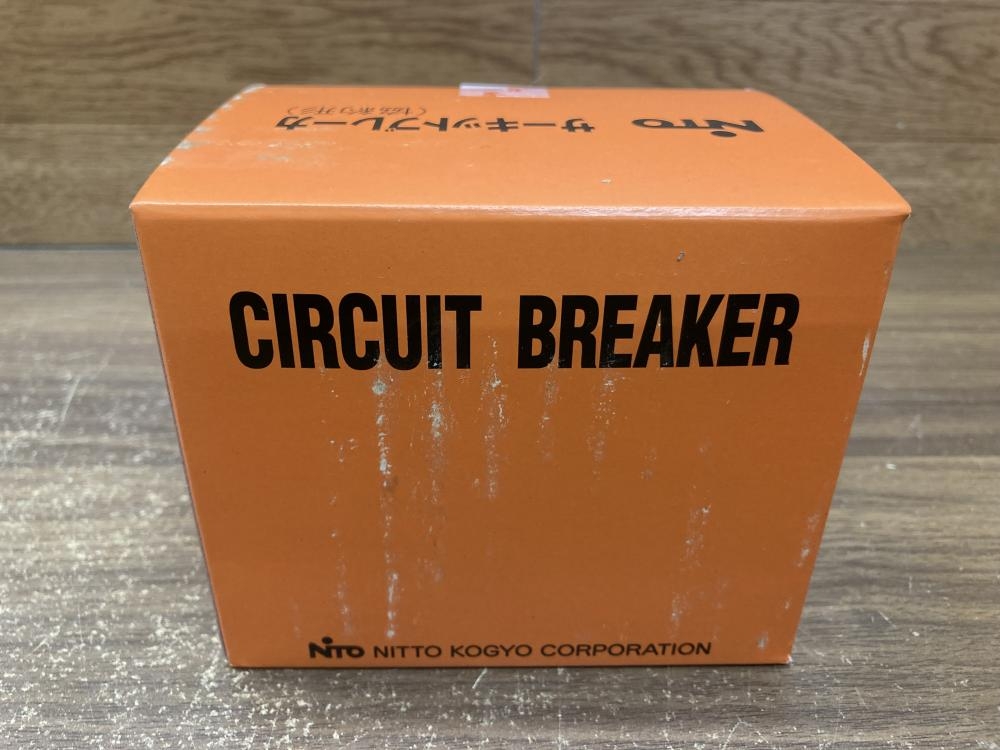 NITO サーキットブレーカ
CIRCUIT BREAKER
NITO NITTO KOGYO CORPORATION